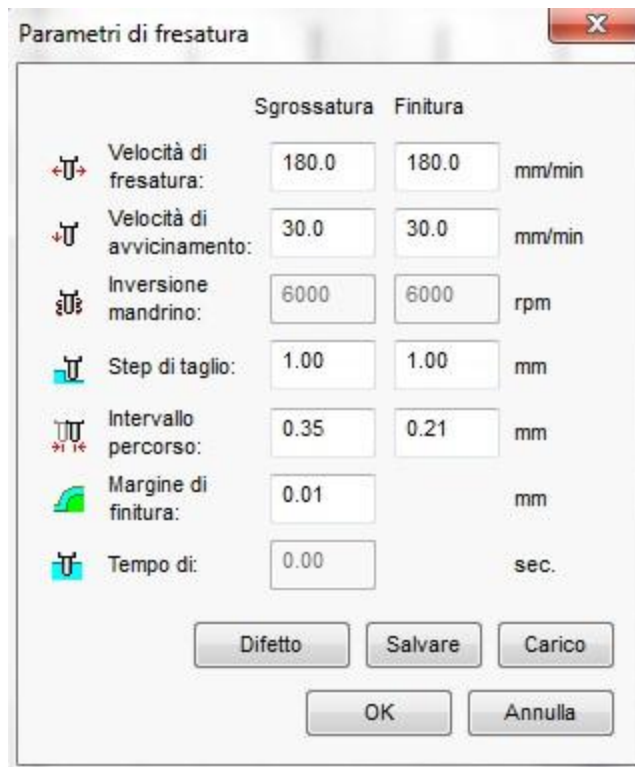 Parametri di fresatura
Sgrossatura Finitura
Velocità di
fresatura:
180.0 180.0 mm/min
Velocità di
avvicinamento:
30.0 30.0 mm/min
Inversione
mandrino:
6000 6000 rpm
Step di taglio: 1.00 1.00 mm
Intervallo
percorso:
0.35 0.21 mm
Margine di
finitura:
0.01 mm
Tempo di: 0.00 sec.
Difetto Salvare Carico
OK Annulla